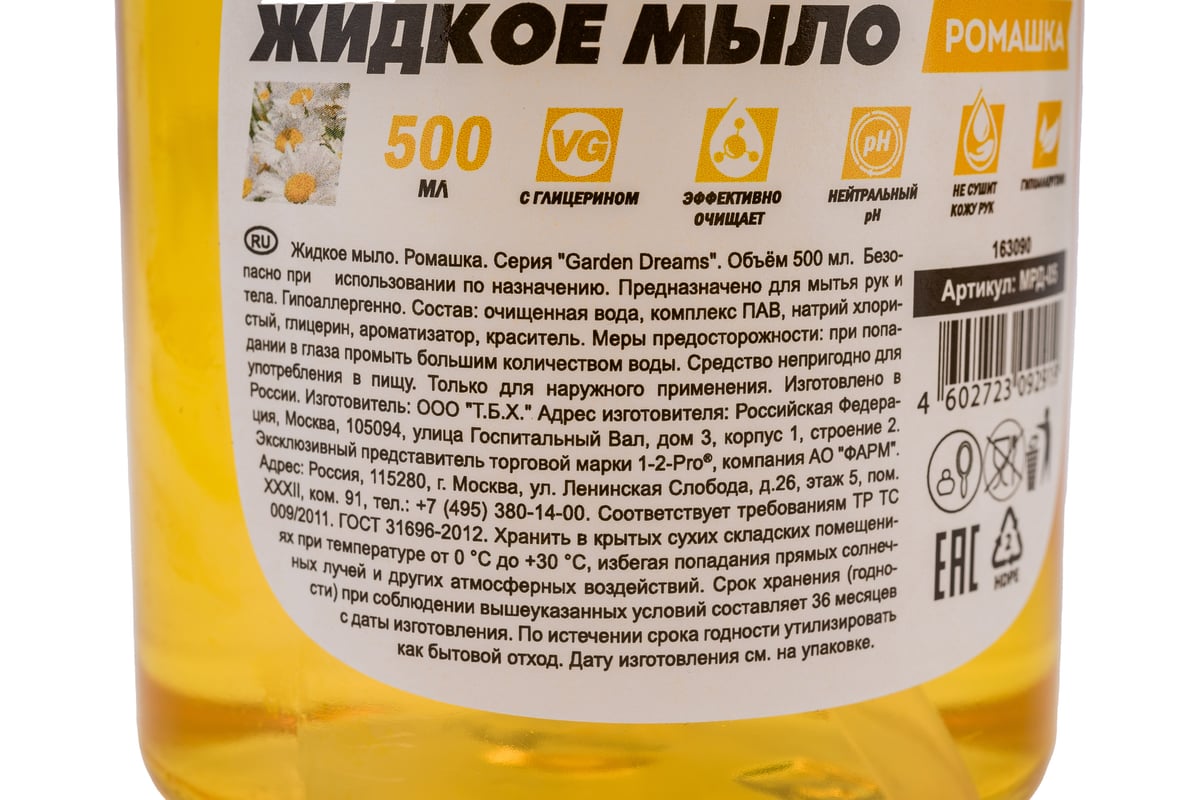 ЖИДКОЕ МЫЛО
РОМАШКА
500
МЛ
VG
С ГЛИЦЕРИНОМ
ЭФФЕКТИВНО
ОЧИЩАЕТ
pH
НЕЙТРАЛЬНЫЙ
pH
НЕ СУШИТ
КОЖУ РУК
RU
Жидкое мыло. Ромашка. Серия "Garden Dreams". Объём 500 мл. Безо-
пасно при использовании по назначению. Предназначено для мытья рук и
тела. Гипоаллергенно. Состав: очищенная вода, комплекс ПАВ, натрий хлори-
стый, глицерин, ароматизатор, краситель. Меры предосторожности: при попа-
дании в глаза промыть большим количеством воды. Средство непригодно для
употребления в пищу. Только для наружного применения. Изготовлено в
России. Изготовитель: ООО "Т.Б.Х." Адрес изготовителя: Российская Федера-
ция, Москва, 105094, улица Госпитальный Вал, дом 3, корпус 1, строение 2.
Эксклюзивный представитель торговой марки 1-2-Pro®, компания АО "ФАРМ".
Адрес: Россия, 115280, г. Москва, ул. Ленинская Слобода, д.26, этаж 5, пом.
XXXII, ком. 91, тел.: +7 (495) 380-14-00. Соответствует требованиям ТР ТС
009/2011. ГОСТ 31696-2012. Хранить в крытых сухих складских помещени-
ях при температуре от 0 °С до +30 °С, избегая попадания прямых солнеч-
ных лучей и других атмосферных воздействий. Срок хранения (годно-
сти) при соблюдении вышеуказанных условий составляет 36 месяцев
с даты изготовления. По истечении срока годности утилизировать
как бытовой отход. Дату изготовления см. на упаковке.
163090
Артикул:
4 602723
EAC
2
HDPE